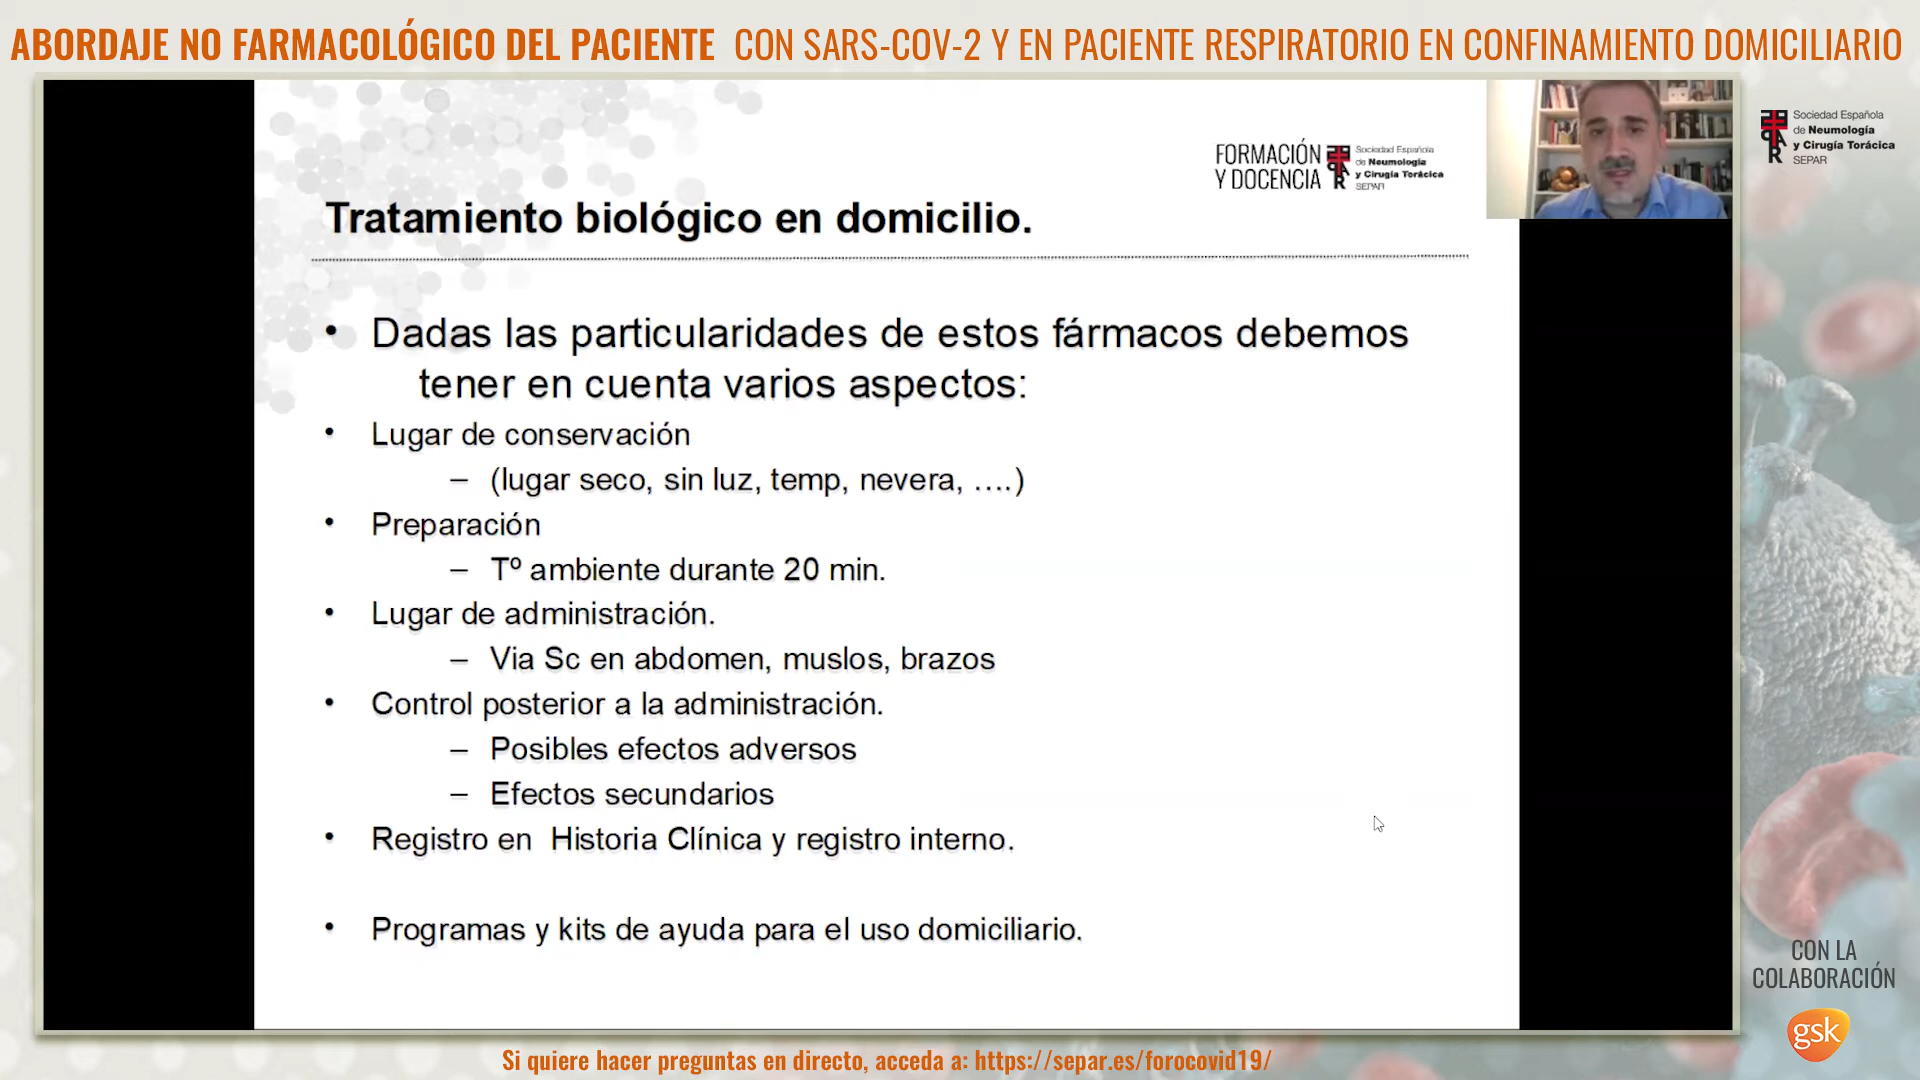 ABORDAJE NO FARMACOLÓGICO DEL PACIENTE CON SARS-COV-2 Y EN PACIENTE RESPIRATORIO EN CONFINAMIENTO DOMICILIARIO
FORMACIÓN
Y DOCENCIA
Sociedad Española
de Neumología
y Cirugía Torácica
SEPAR
Sociedad Española
de Neumología
y Cirugía Torácica
SEPAR
Tratamiento biológico en domicilio.
• Dadas las particularidades de estos fármacos debemos
tener en cuenta varios aspectos:
• Lugar de conservación
– (lugar seco, sin luz, temp, nevera, ….)
• Preparación
– Tº ambiente durante 20 min.
• Lugar de administración.
– Via Sc en abdomen, muslos, brazos
• Control posterior a la administración.
– Posibles efectos adversos
– Efectos secundarios
• Registro en Historia Clínica y registro interno.
• Programas y kits de ayuda para el uso domiciliario.
CON LA
COLABORACIÓN
gsk
Si quiere hacer preguntas en directo, acceda a: https://separ.es/forocovid19/